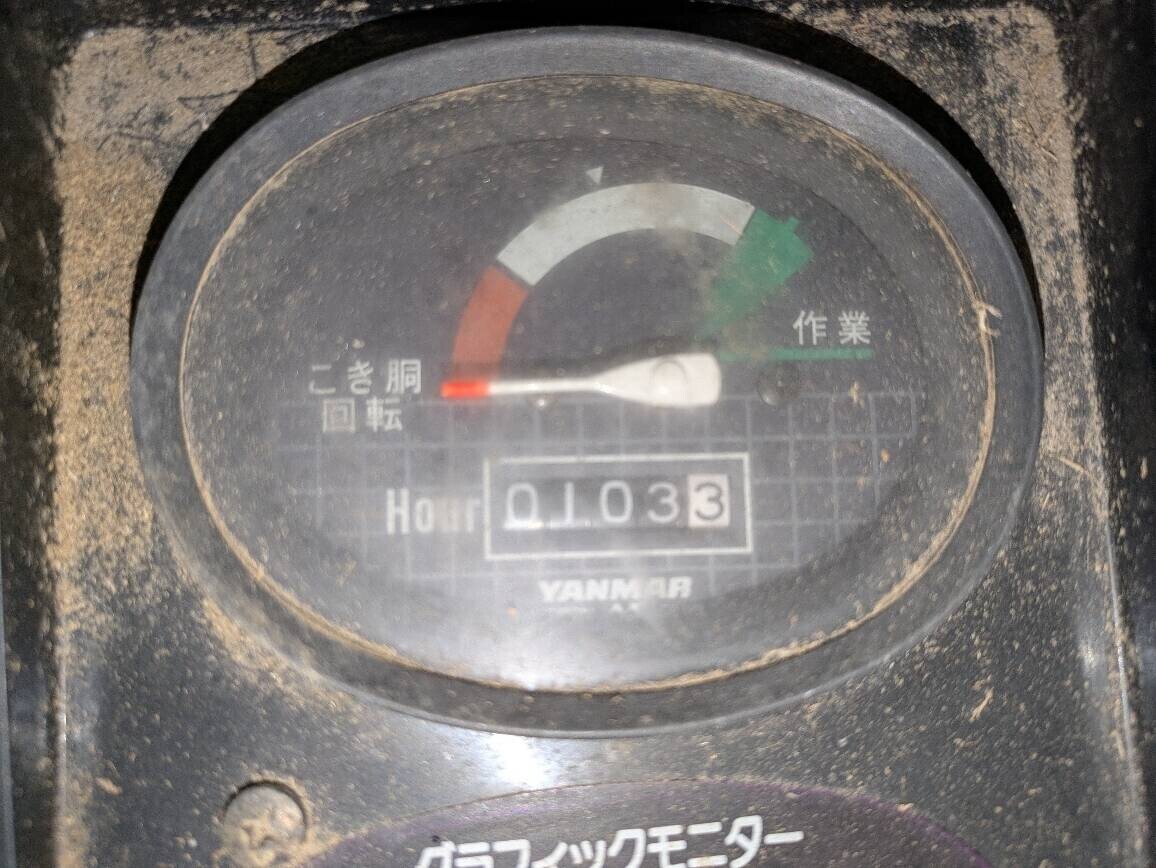 作業
こき胴
回転
Hour 01033
YANMAR
グラフィックモニター